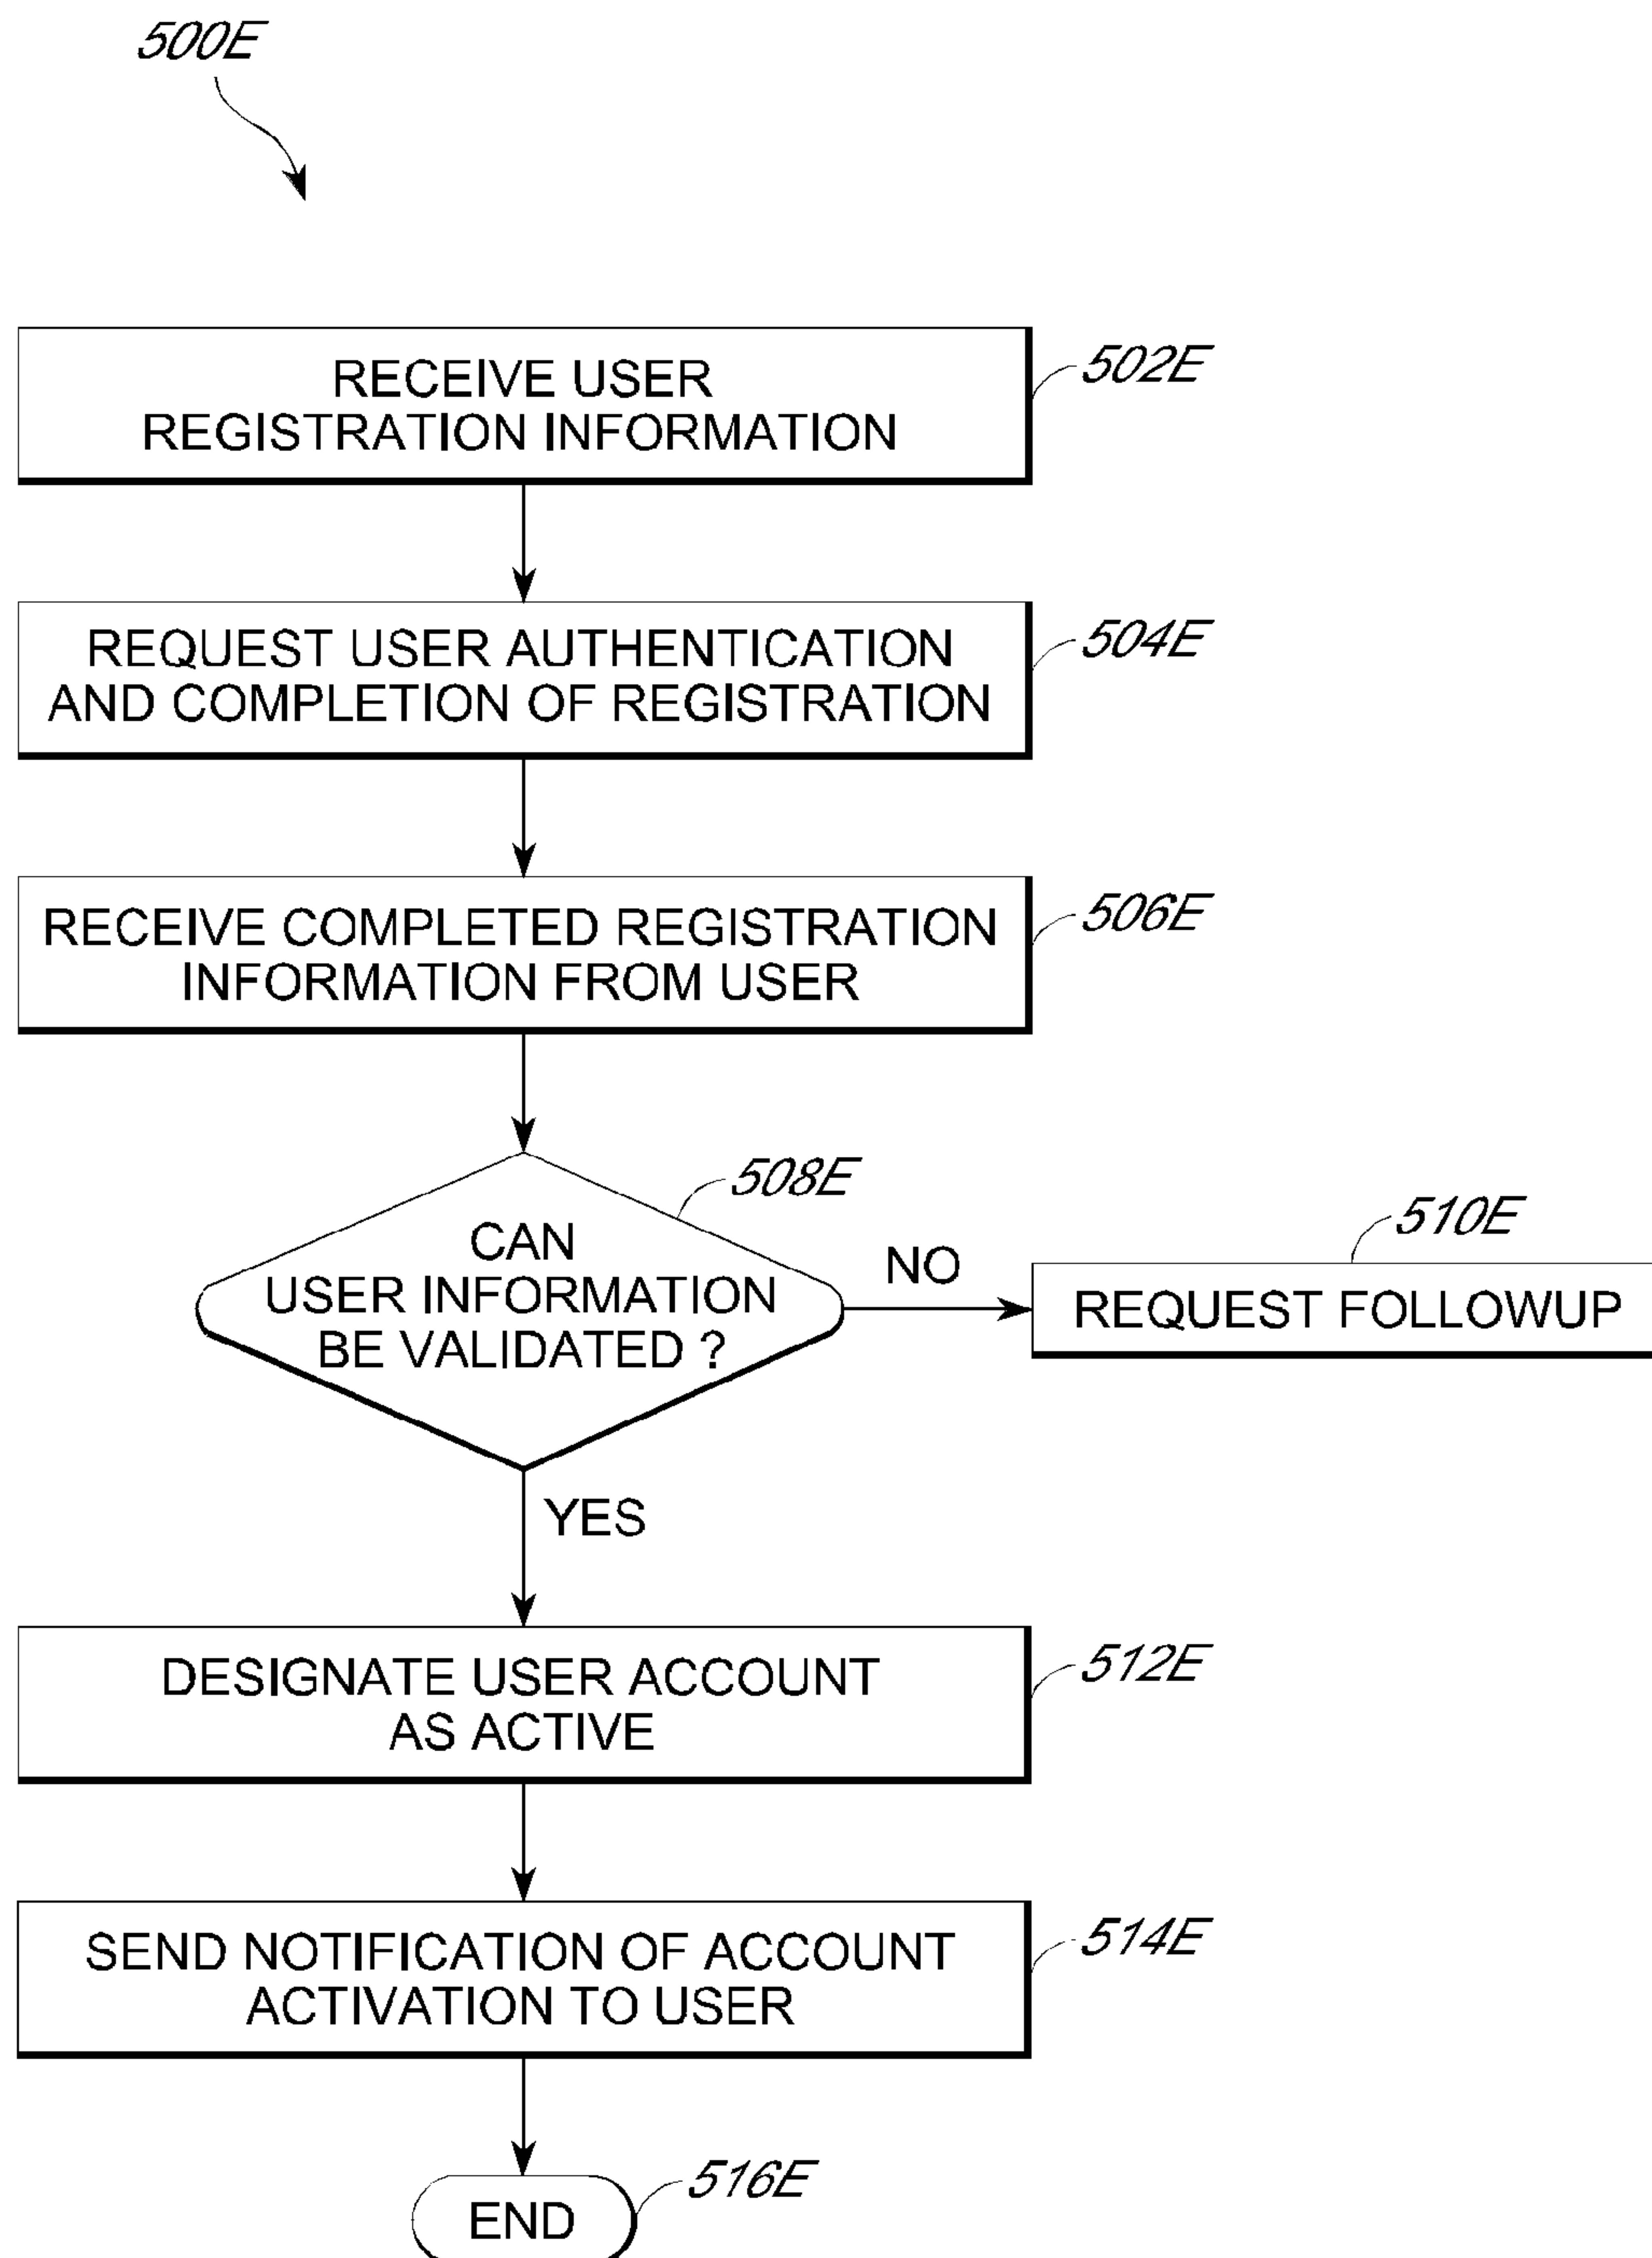 500E
RECEIVE USER
REGISTRATION INFORMATION
502E
REQUEST USER AUTHENTICATION
AND COMPLETION OF REGISTRATION
504E
RECEIVE COMPLETED REGISTRATION
INFORMATION FROM USER
506E
508E
CAN
USER INFORMATION
BE VALIDATED ?
NO
510E
REQUEST FOLLOWUP
YES
DESIGNATE USER ACCOUNT
AS ACTIVE
512E
SEND NOTIFICATION OF ACCOUNT
ACTIVATION TO USER
514E
END
516E